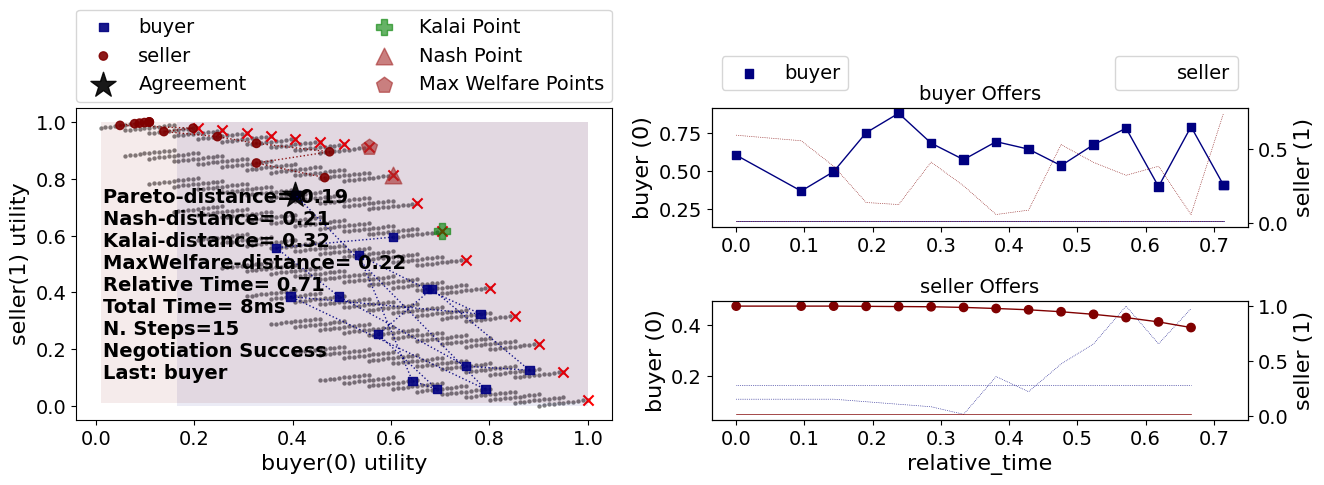 buyer
seller
Agreement
Kalai Point
Nash Point
Max Welfare Points
1.0
0.8
0.6
0.4
0.2
0.0
seller(1) utility
Pareto-distance= 0.19
Nash-distance= 0.21
Kalai-distance= 0.32
MaxWelfare-distance= 0.22
Relative Time= 0.71
Total Time= 8ms
N. Steps=15
Negotiation Success
Last: buyer
0.0 0.2 0.4 0.6 0.8 1.0
buyer(0) utility
buyer
seller
buyer Offers
buyer (0)
0.75
0.50
0.25
0.5
0.0
seller (1)
0.0 0.1 0.2 0.3 0.4 0.5 0.6 0.7
seller Offers
buyer (0)
0.4
0.2
1.0
0.5
0.0
seller (1)
0.0 0.1 0.2 0.3 0.4 0.5 0.6 0.7
relative_time